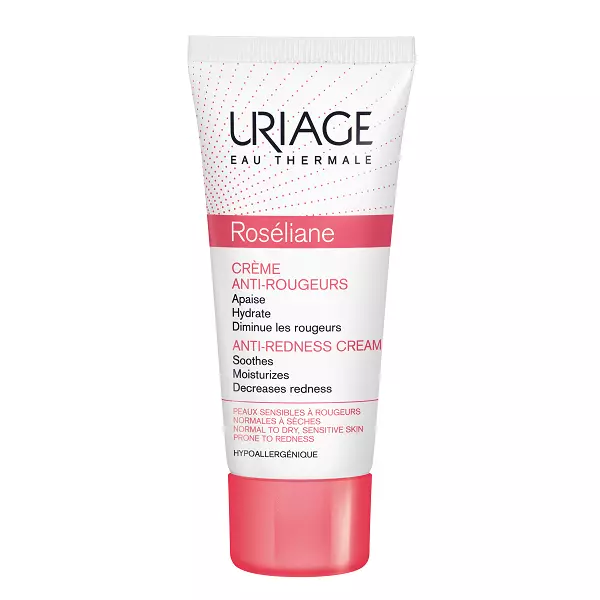 URIAGE
EAU THERMALE
Roséliane
CRÈME
ANTI-ROUGEURS
Apaise
Hydrate
Diminue les rougeurs
ANTI-REDNESS CREAM
Soothes
Moisturizes
Decreases redness
PEAUX SENSIBLES À ROUGEURS
NORMALES À SÈCHES
NORMAL TO DRY, SENSITIVE SKIN
PRONE TO REDNESS
HYPOALLERGÉNIQUE